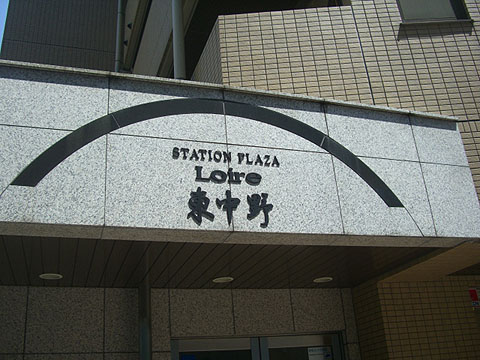 STATION PLAZA
Loire
東中野